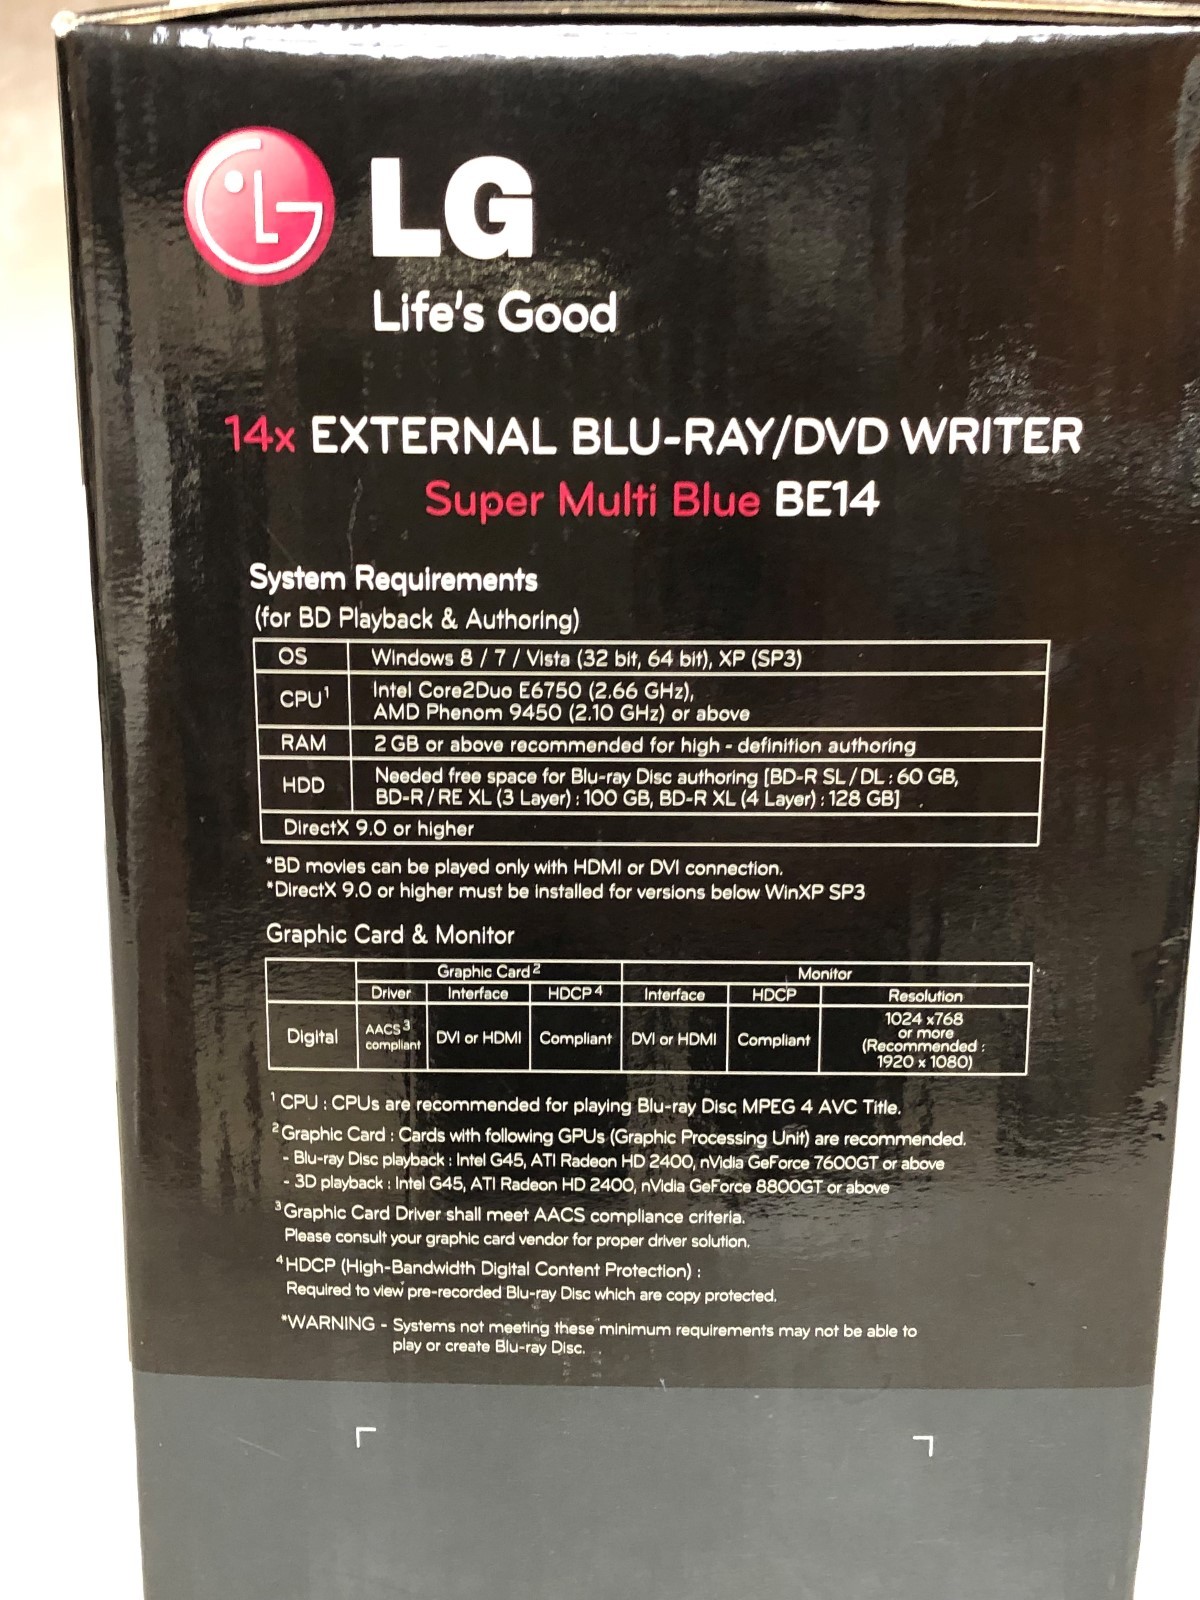 LG
Life's Good
14x EXTERNAL BLU-RAY/DVD WRITER
Super Multi Blue BE14
System Requirements
(for BD Playback & Authoring)
OS Windows 8 / 7 / Vista (32 bit, 64 bit), XP (SP3)
CPU¹ Intel Core2Duo E6750 (2.66 GHz),
AMD Phenom 9450 (2.10 GHz) or above
RAM 2 GB or above recommended for high - definition authoring
HDD Needed free space for Blu-ray Disc authoring [BD-R SL / DL : 60 GB,
BD-R / RE XL (3 Layer) : 100 GB, BD-R XL (4 Layer) : 128 GB]
DirectX 9.0 or higher
*BD movies can be played only with HDMI or DVI connection.
*DirectX 9.0 or higher must be installed for versions below WinXP SP3
Graphic Card & Monitor
Graphic Card² Monitor
Driver Interface HDCP⁴ Interface HDCP Resolution
Digital AACS³ compliant DVI or HDMI Compliant DVI or HDMI Compliant 1024 x768
or more
(Recommended :
1920 x 1080)
¹ CPU : CPUs are recommended for playing Blu-ray Disc MPEG 4 AVC Title.
² Graphic Card : Cards with following GPUs (Graphic Processing Unit) are recommended.
- Blu-ray Disc playback : Intel G45, ATI Radeon HD 2400, nVidia GeForce 7600GT or above
- 3D playback : Intel G45, ATI Radeon HD 2400, nVidia GeForce 8800GT or above
³ Graphic Card Driver shall meet AACS compliance criteria.
Please consult your graphic card vendor for proper driver solution.
⁴ HDCP (High-Bandwidth Digital Content Protection) :
Required to view pre-recorded Blu-ray Disc which are copy protected.
*WARNING - Systems not meeting these minimum requirements may not be able to
play or create Blu-ray Disc.